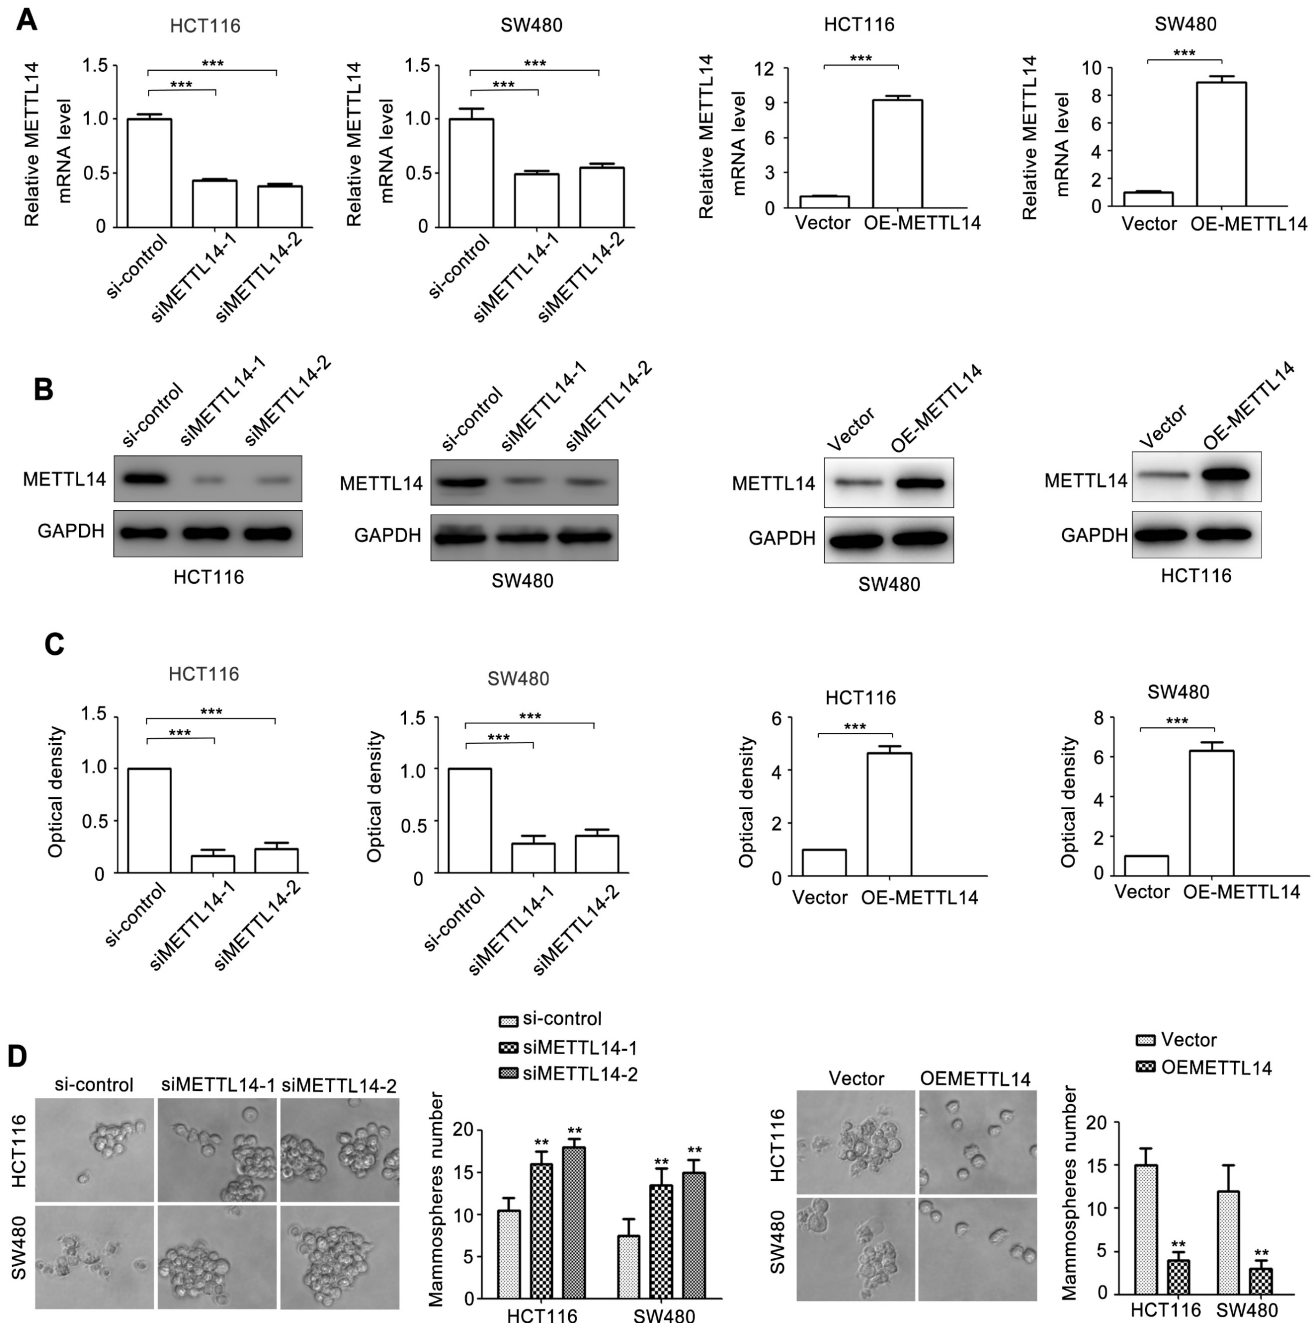 A
HCT116
Relative METTL14
mRNA level
1.5
1.0
0.5
0
***
***
si-control
siMETTL14-1
siMETTL14-2
SW480
Relative METTL14
mRNA level
1.5
1.0
0.5
0
***
***
si-control
siMETTL14-1
siMETTL14-2
HCT116
Relative METTL14
mRNA level
12
9
6
3
0
***
Vector
OE-METTL14
SW480
Relative METTL14
mRNA level
10
8
6
4
2
0
***
Vector
OE-METTL14
B
si-control
siMETTL14-1
siMETTL14-2
METTL14
GAPDH
HCT116
si-control
siMETTL14-1
siMETTL14-2
METTL14
GAPDH
SW480
Vector
OE-METTL14
METTL14
GAPDH
SW480
Vector
OE-METTL14
METTL14
GAPDH
HCT116
C
HCT116
Optical density
1.5
1.0
0.5
0
***
***
si-control
siMETTL14-1
siMETTL14-2
SW480
Optical density
1.5
1.0
0.5
0
***
***
si-control
siMETTL14-1
siMETTL14-2
HCT116
Optical density
6
4
2
0
***
Vector
OE-METTL14
SW480
Optical density
8
6
4
2
0
***
Vector
OE-METTL14
D
si-control
siMETTL14-1
siMETTL14-2
HCT116
SW480
si-control
siMETTL14-1
siMETTL14-2
Mammospheres number
20
15
10
5
0
**
**
**
**
HCT116
SW480
Vector
OEMETTL14
HCT116
SW480
Vector
OEMETTL14
Mammospheres number
20
15
10
5
0
**
**
HCT116
SW480